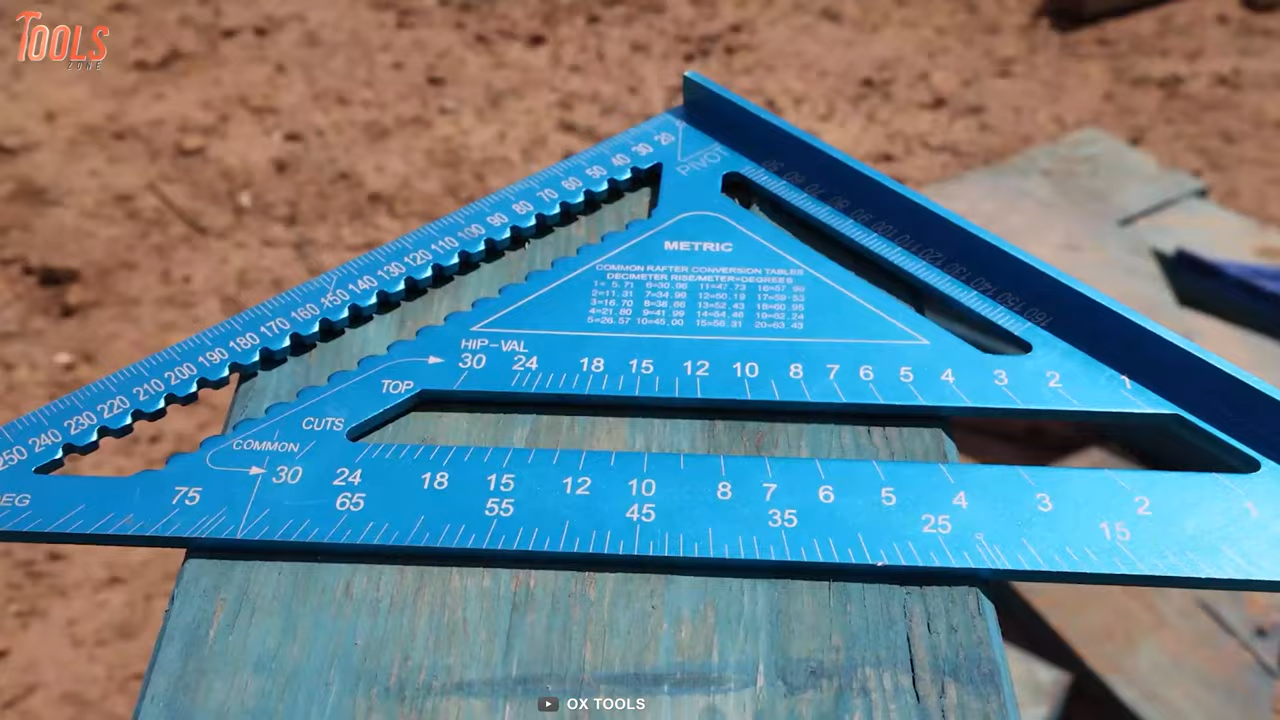 TOOLS
ZONE
20 30 40 50 60 70 80 90 100 110 120 130 140 150 160 170 180 190 200 210 220 230 240 250
PIVOT
METRIC
COMMON RAFTER CONVERSION TABLES
DECIMETER RISE/METER=DEGREES
1= 5.71 6=30.96 11=47.73 16=57.99
2=11.31 7=34.99 12=50.19 17=59.53
3=16.70 8=38.66 13=52.43 18=60.95
4=21.80 9=41.99 14=54.46 19=62.24
5=26.57 10=45.00 15=56.31 20=63.43
HIP-VAL
30 24 18 15 12 10 8 7 6 5 4 3 2 1
TOP
CUTS
COMMON
30 24 18 15 12 10 8 7 6 5 4 3 2 1
DEG
75 65 55 45 35 25 15
OX TOOLS